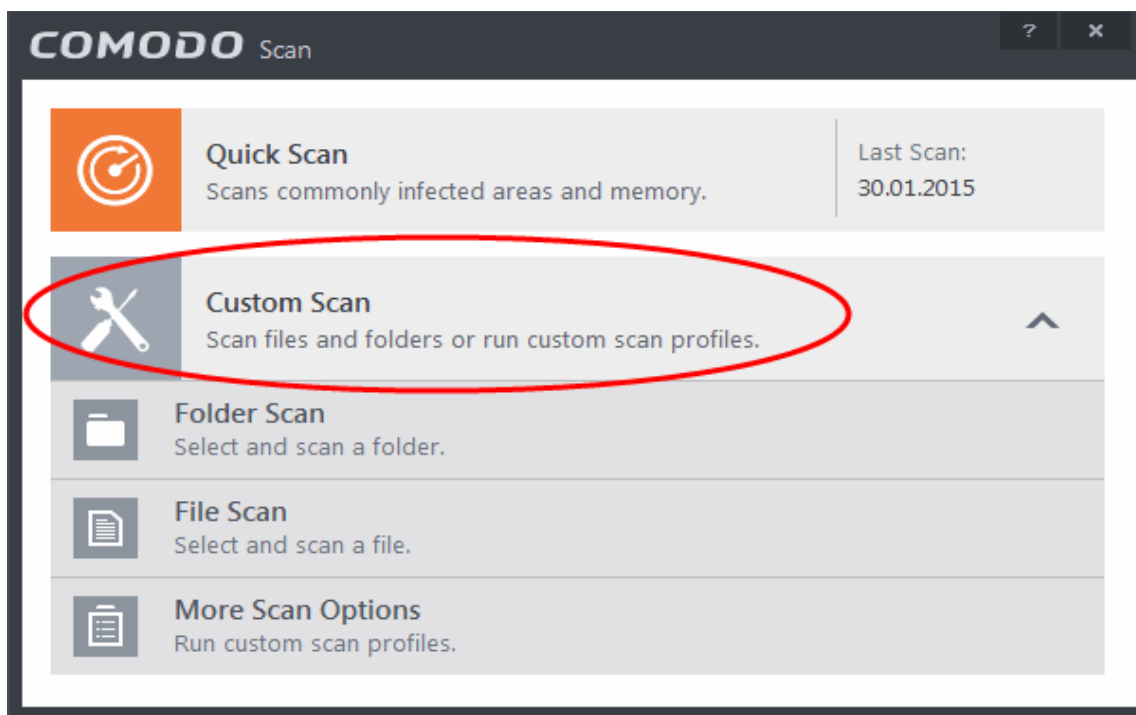 COMODO Scan
?
Quick Scan
Scans commonly infected areas and memory.
Last Scan:
30.01.2015
Custom Scan
Scan files and folders or run custom scan profiles.
Folder Scan
Select and scan a folder.
File Scan
Select and scan a file.
More Scan Options
Run custom scan profiles.